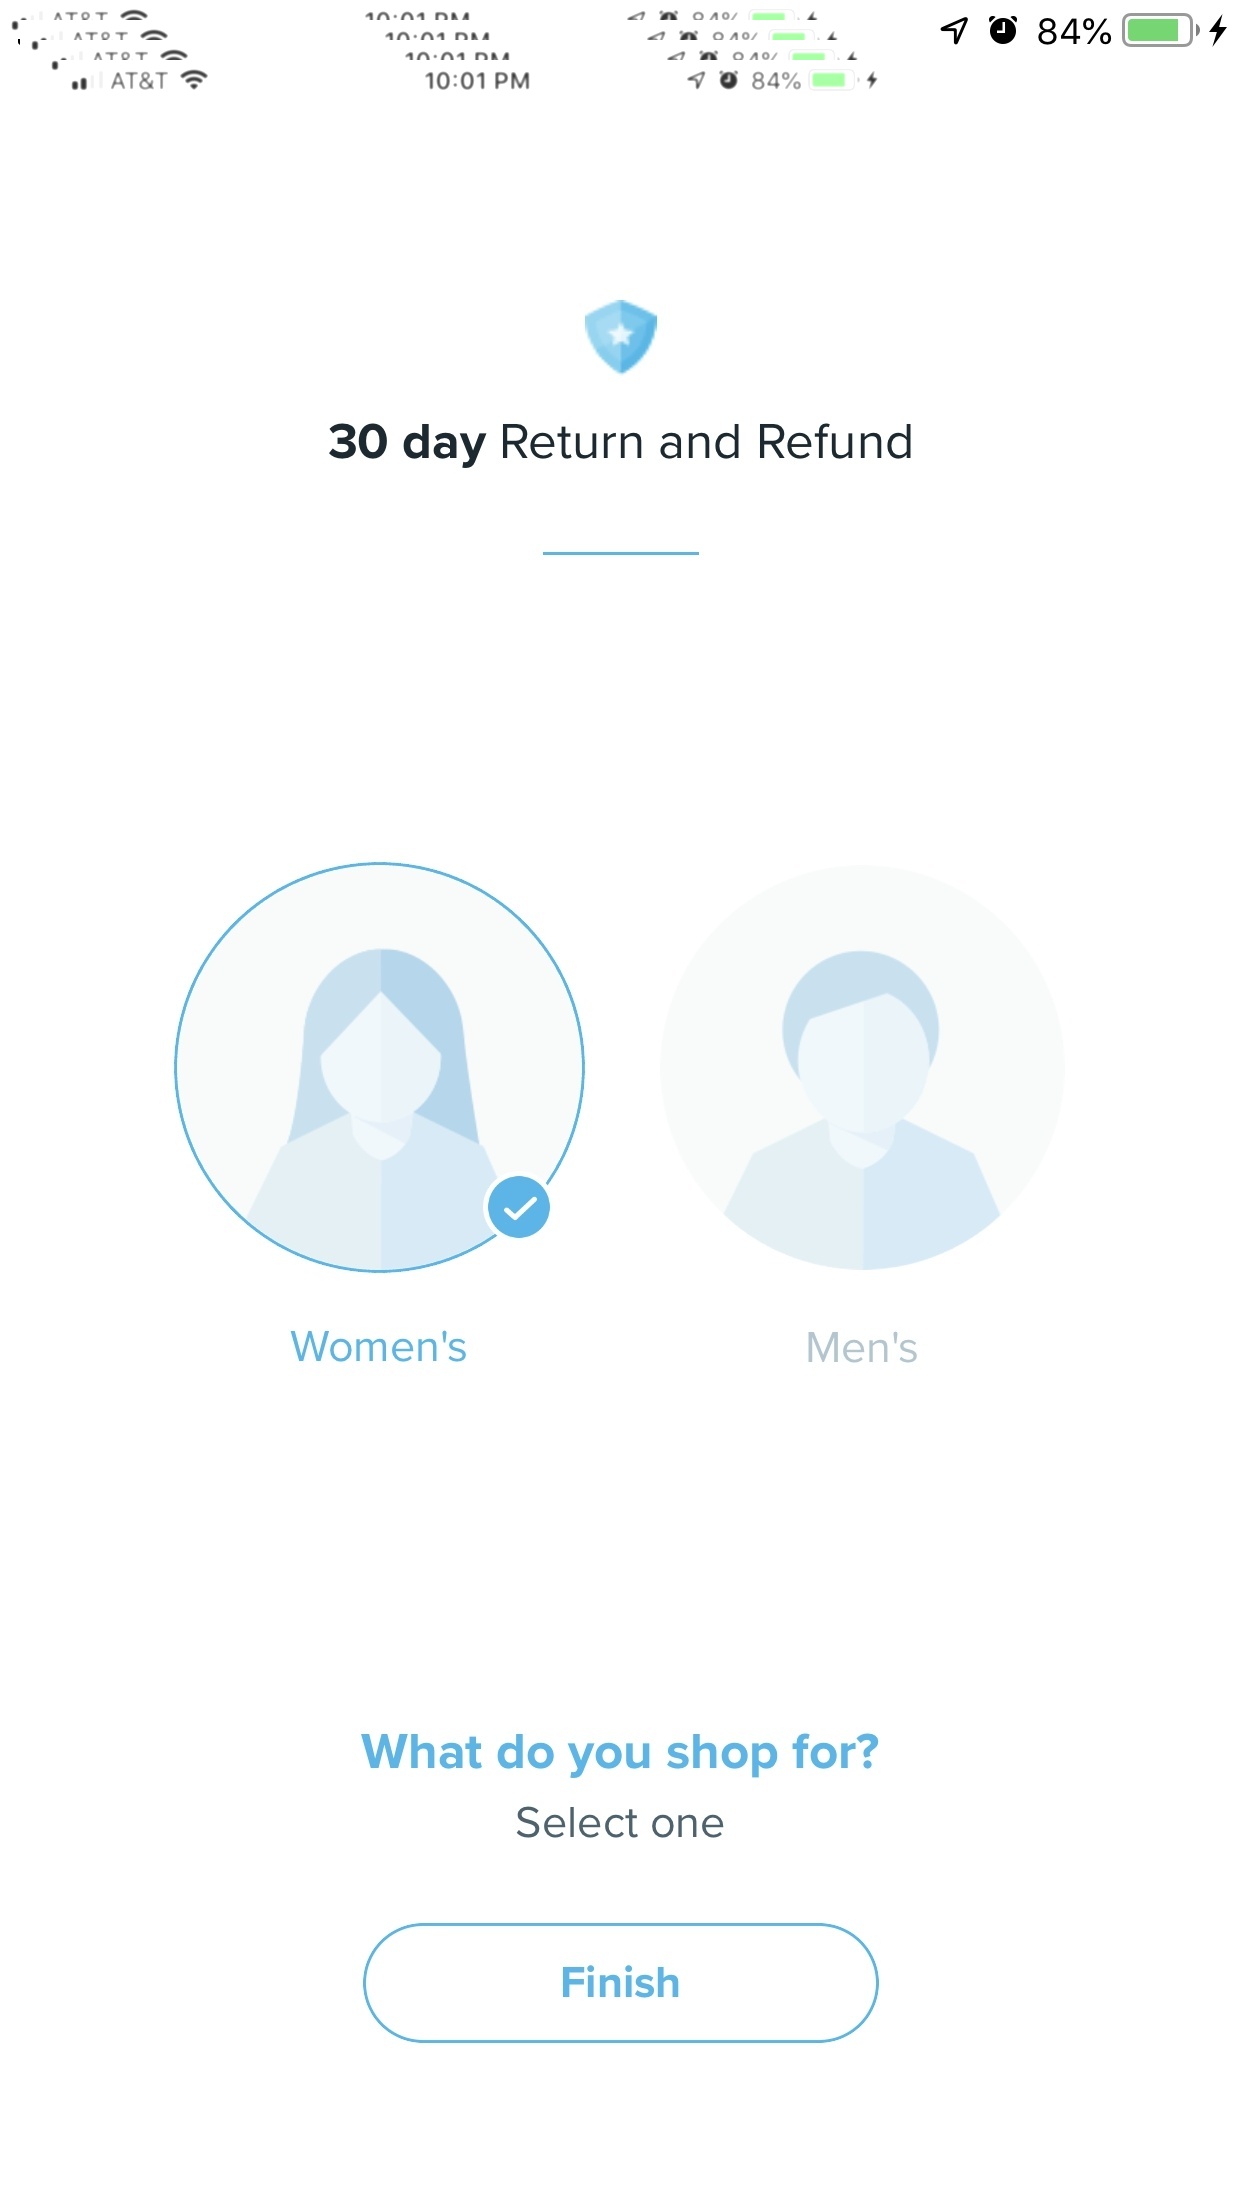 84%
AT&T 10:01 PM 84%
30 day Return and Refund
Women's
Men's
What do you shop for?
Select one
Finish